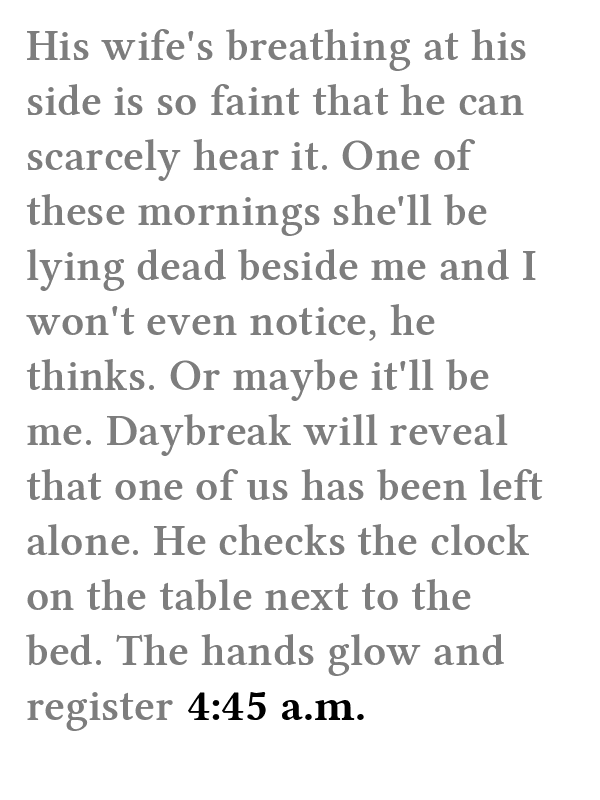 His wife's breathing at his
side is so faint that he can
scarcely hear it. One of
these mornings she'll be
lying dead beside me and I
won't even notice, he
thinks. Or maybe it'll be
me. Daybreak will reveal
that one of us has been left
alone. He checks the clock
on the table next to the
bed. The hands glow and
register 4:45 a.m.